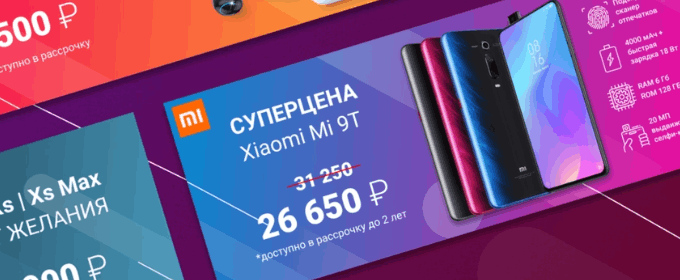 500 ₽
доступно в рассрочку
СУПЕРЦЕНА
Xiaomi Mi 9T
31 250
26 650 ₽
*доступно в рассрочку до 2 лет
сканер
отпечатков
4000 мАч +
быстрая
зарядка 18 Вт
RAM 6 Гб
ROM 128 ГБ
20 МП
| Xs Max
ЖЕЛАНИЯ
₽